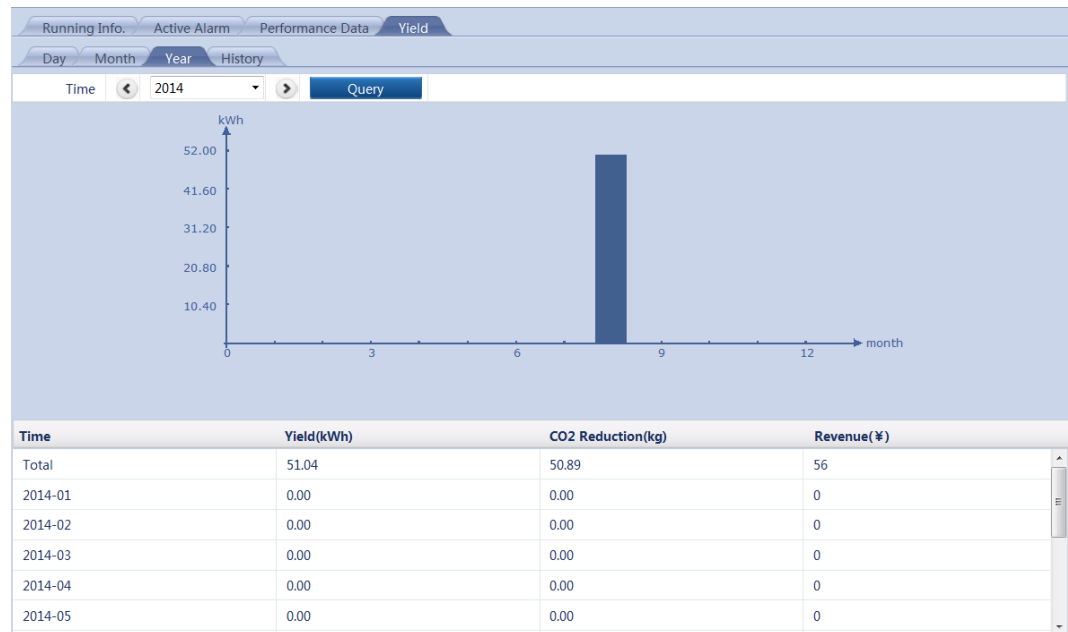 Running Info. Active Alarm Performance Data Yield
Day Month Year History
Time 2014 Query
kWh
52.00
41.60
31.20
20.80
10.40
0 3 6 9 12 month
Time Yield(kWh) CO2 Reduction(kg) Revenue(¥)
Total 51.04 50.89 56
2014-01 0.00 0.00 0
2014-02 0.00 0.00 0
2014-03 0.00 0.00 0
2014-04 0.00 0.00 0
2014-05 0.00 0.00 0